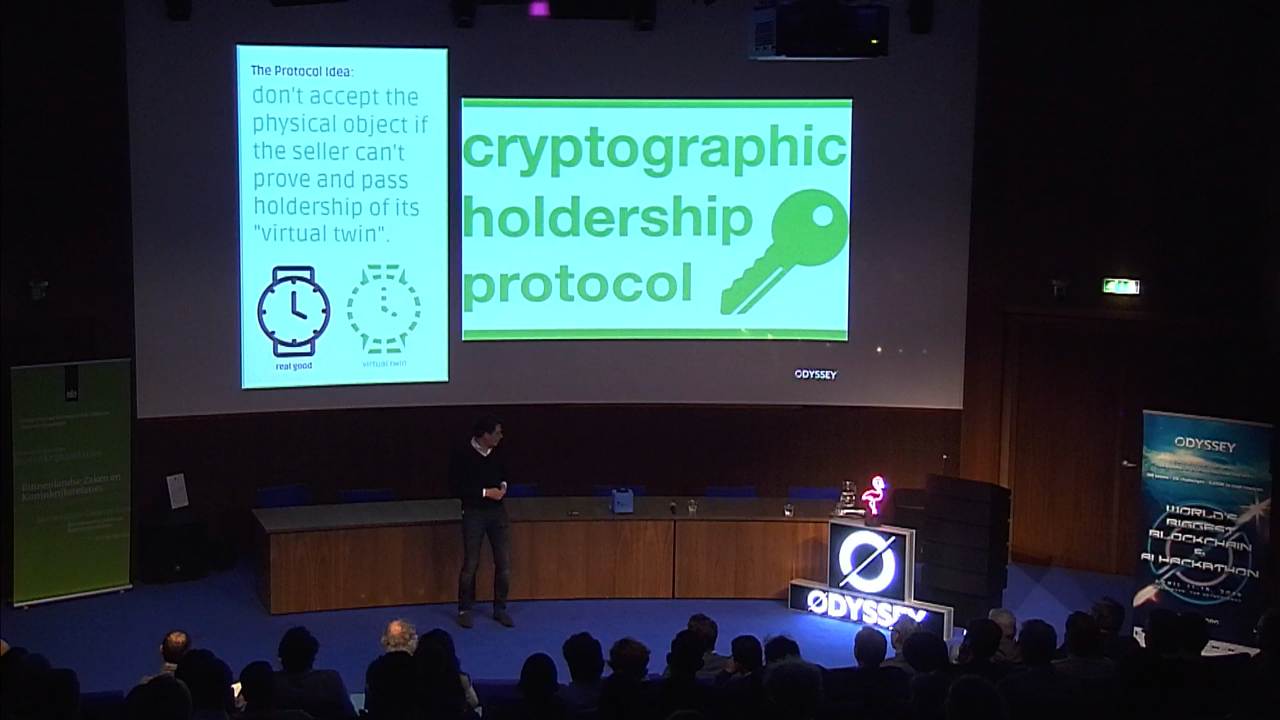 The Protocol Idea:
don't accept the
physical object if
the seller can't
prove and pass
holdership of its
"virtual twin".
real good
virtual twin
cryptographic
holdership
protocol
ODYSSEY
Binnenlandse Zaken en
Koninkrijksrelaties
ØDYSSEY
ODYSSEY
WORLD'S
BIGGEST
BLOCKCHAIN
&
AI HACKATHON